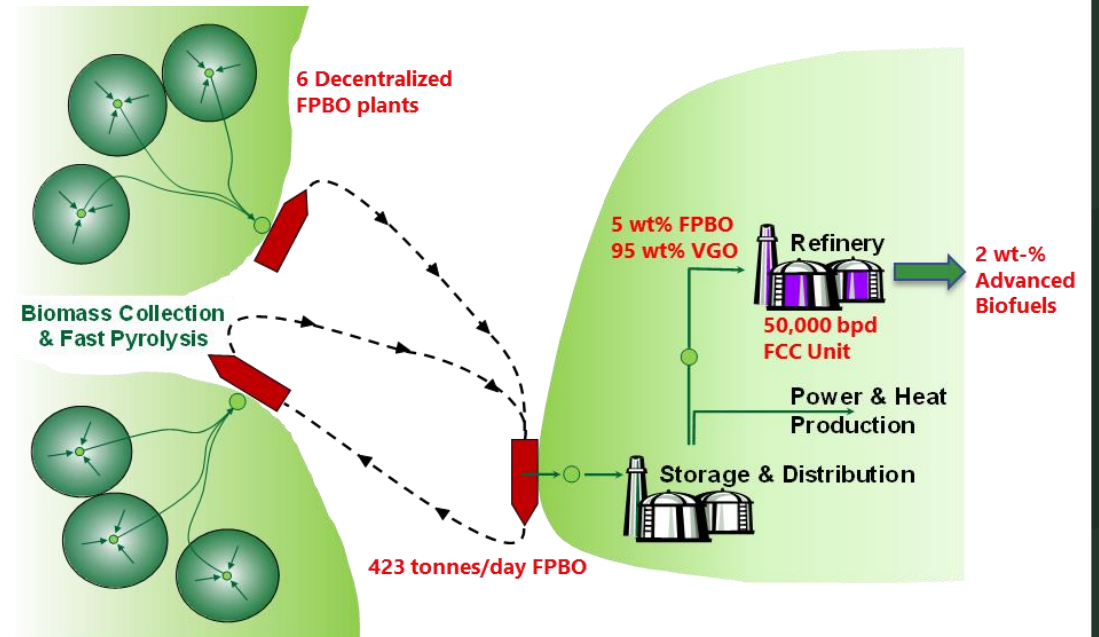 6 Decentralized
FPBO plants
Biomass Collection
& Fast Pyrolysis
423 tonnes/day FPBO
5 wt% FPBO
95 wt% VGO
Refinery
50,000 bpd
FCC Unit
2 wt-%
Advanced
Biofuels
Power & Heat
Production
Storage & Distribution